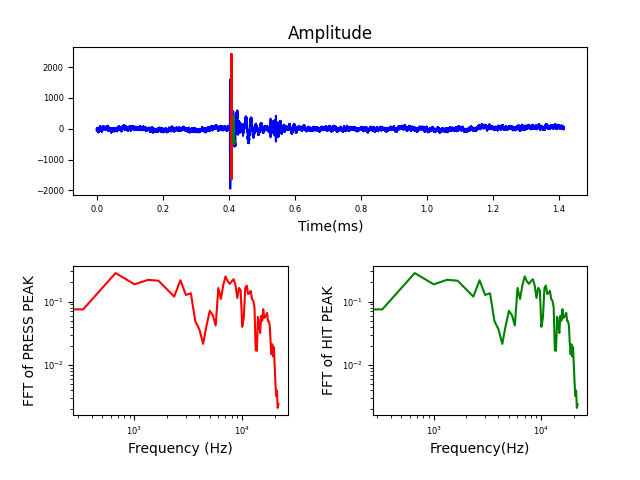 Amplitude
2000
1000
0
−1000
−2000
0.0 0.2 0.4 0.6 0.8 1.0 1.2 1.4
Time(ms)
FFT of PRESS PEAK
10⁻¹
10⁻²
10³ 10⁴
Frequency (Hz)
FFT of HIT PEAK
10⁻¹
10⁻²
10³ 10⁴
Frequency(Hz)